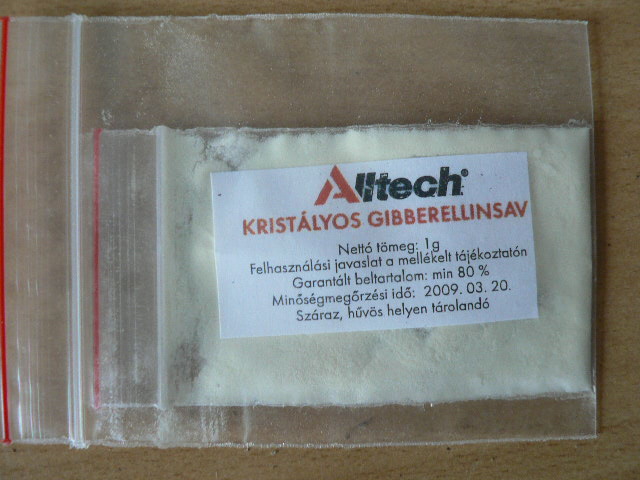 Alltech®
KRISTÁLYOS GIBBERELLINSAV
Nettó tömeg: 1g
Felhasználási javaslat a mellékelt tájékoztatón
Garantált beltartalom: min 80 %
Minőségmegőrzési idő: 2009. 03. 20.
Száraz, hűvös helyen tárolandó